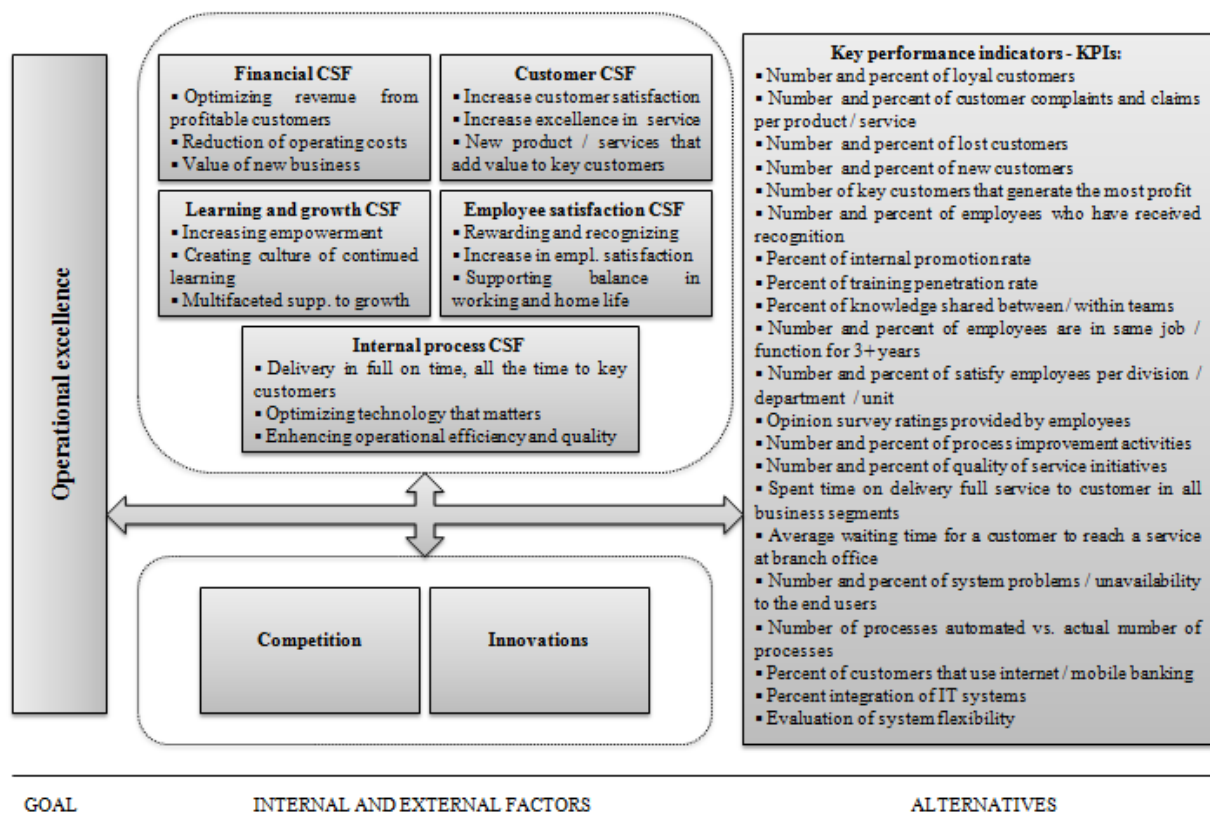 Operational excellence
Financial CSF
▪ Optimizing revenue from
profitable customers
▪ Reduction of operating costs
▪ Value of new business
Customer CSF
▪ Increase customer satisfaction
▪ Increase excellence in service
▪ New product / services that
add value to key customers
Learning and growth CSF
▪ Increasing empowerment
▪ Creating culture of continued
learning
▪ Multifaceted supp. to growth
Employee satisfaction CSF
▪ Rewarding and recognizing
▪ Increase in empl. satisfaction
▪ Supporting balance in
working and home life
Internal process CSF
▪ Delivery in full on time, all the time to key
customers
▪ Optimizing technology that matters
▪ Enhancing operational efficiency and quality
Competition
Innovations
Key performance indicators - KPIs:
▪ Number and percent of loyal customers
▪ Number and percent of customer complaints and claims
per product / service
▪ Number and percent of lost customers
▪ Number and percent of new customers
▪ Number of key customers that generate the most profit
▪ Number and percent of employees who have received
recognition
▪ Percent of internal promotion rate
▪ Percent of training penetration rate
▪ Percent of knowledge shared between / within teams
▪ Number and percent of employees are in same job /
function for 3+ years
▪ Number and percent of satisfy employees per division /
department / unit
▪ Opinion survey ratings provided by employees
▪ Number and percent of process improvement activities
▪ Number and percent of quality of service initiatives
▪ Spent time on delivery full service to customer in all
business segments
▪ Average waiting time for a customer to reach a service
at branch office
▪ Number and percent of system problems / unavailability
to the end users
▪ Number of processes automated vs. actual number of
processes
▪ Percent of customers that use internet / mobile banking
▪ Percent integration of IT systems
▪ Evaluation of system flexibility
GOAL
INTERNAL AND EXTERNAL FACTORS
ALTERNATIVES